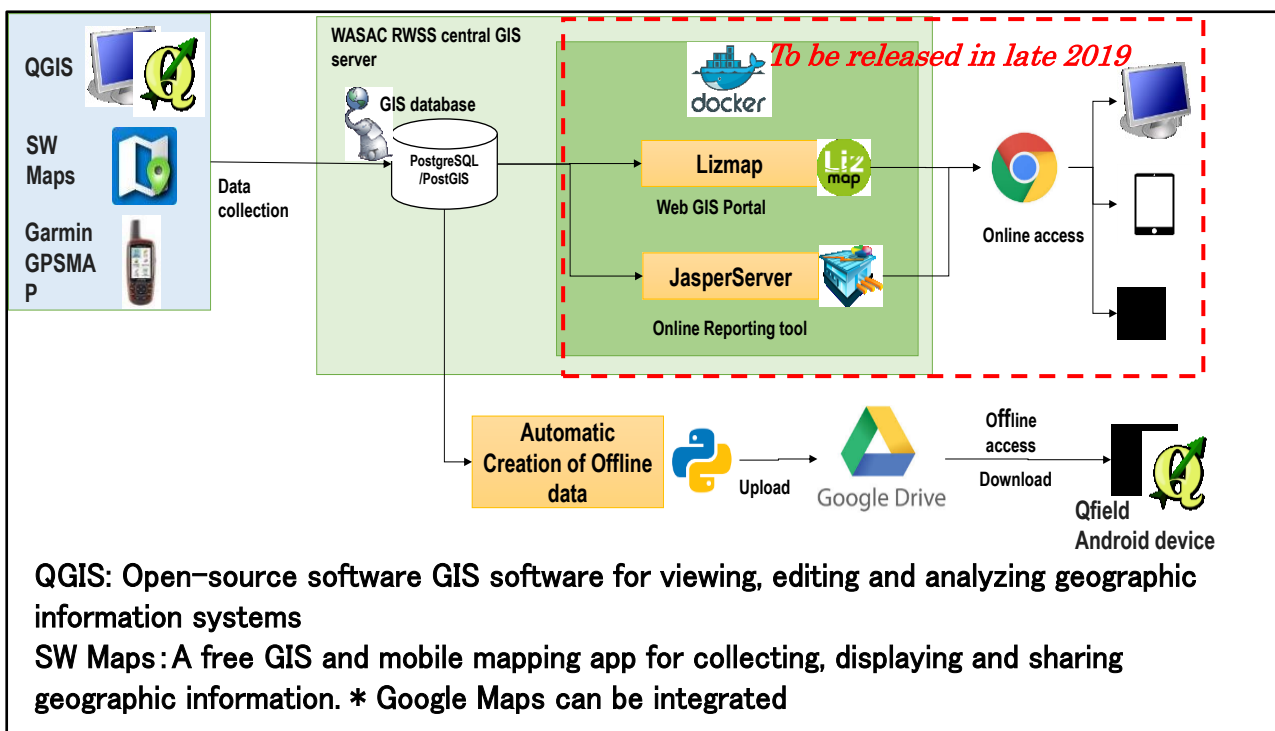 QGIS
SW
Maps
Garmin
GPSMA
P
Data
collection
WASAC RWSS central GIS
server
GIS database
PostgreSQL
/PostGIS
To be released in late 2019
docker
Lizmap
Liz
map
Web GIS Portal
JasperServer
Online Reporting tool
Online access
Automatic
Creation of Offline
data
Upload
Google Drive
Offline
access
Download
Qfield
Android device
QGIS: Open-source software GIS software for viewing, editing and analyzing geographic
information systems
SW Maps: A free GIS and mobile mapping app for collecting, displaying and sharing
geographic information. * Google Maps can be integrated